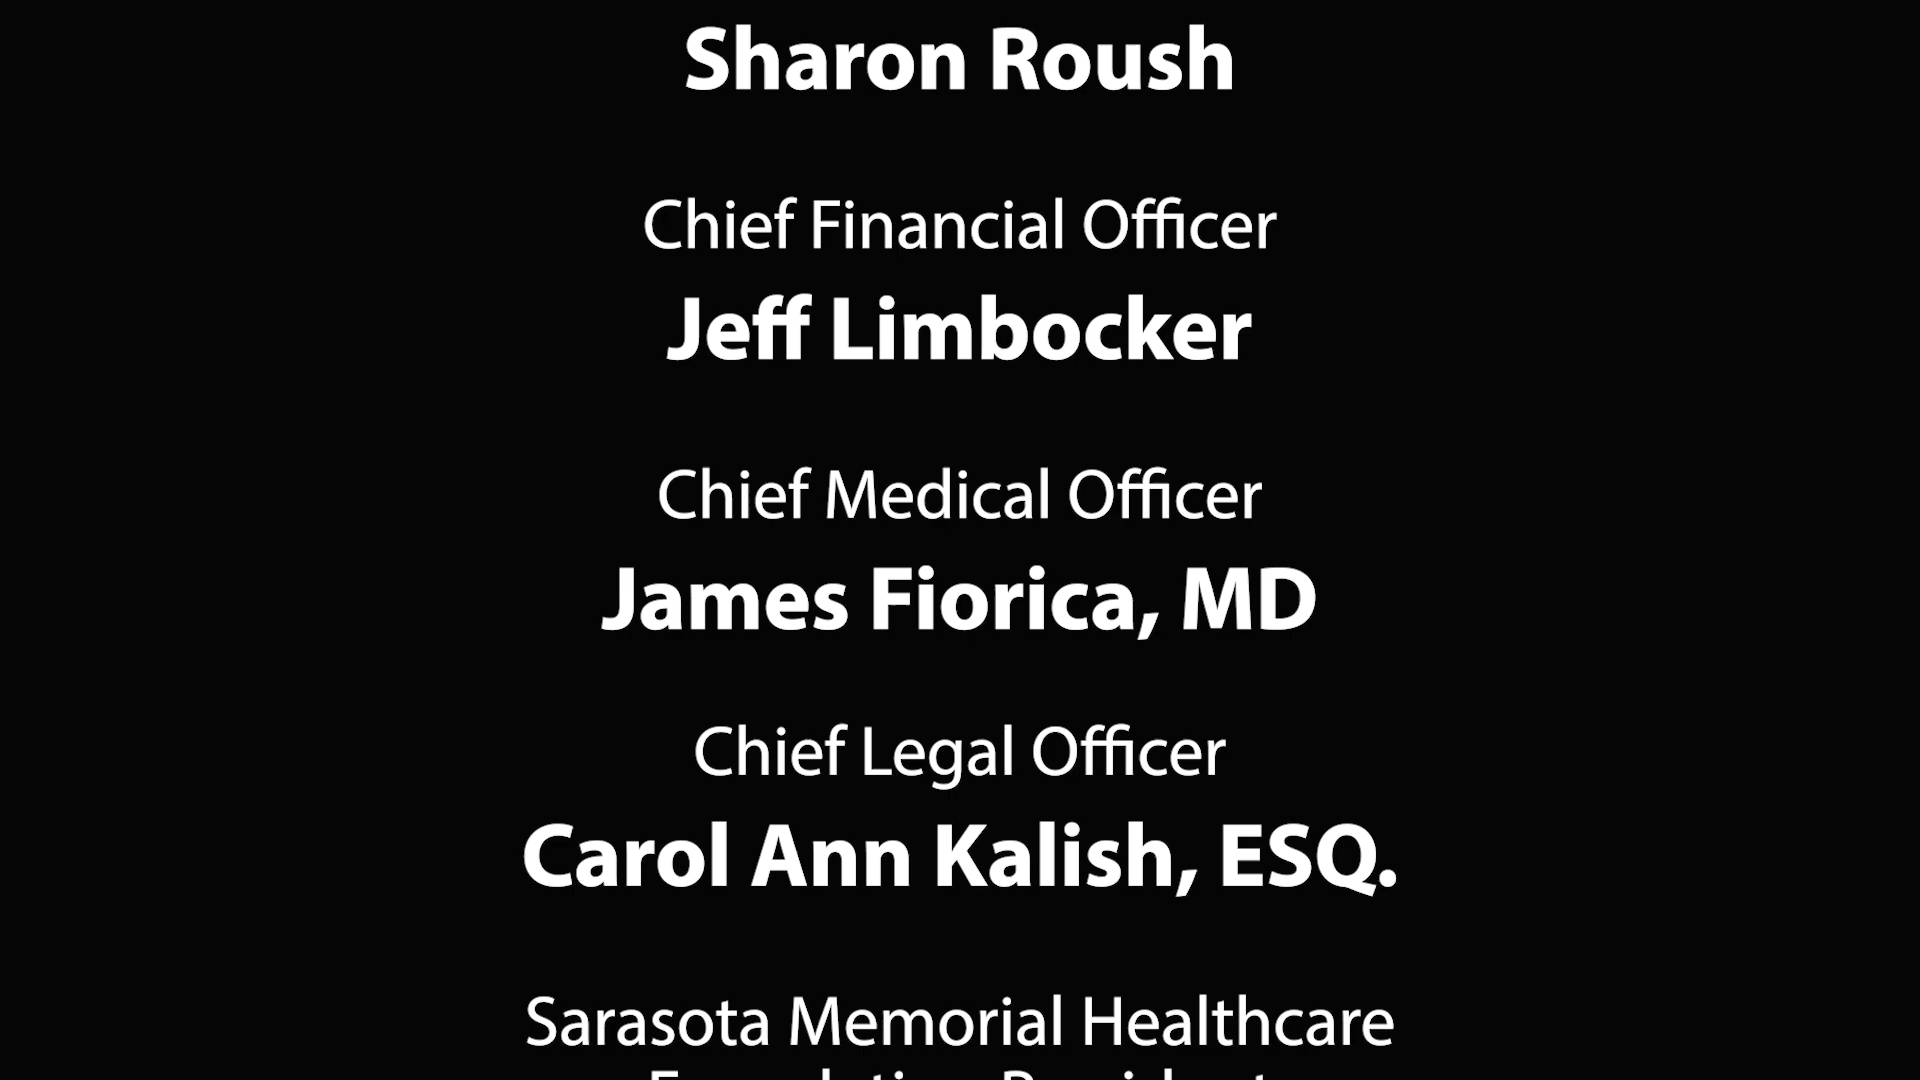 Sharon Roush
Chief Financial Officer
Jeff Limbocker
Chief Medical Officer
James Fiorica, MD
Chief Legal Officer
Carol Ann Kalish, ESQ.
Sarasota Memorial Healthcare